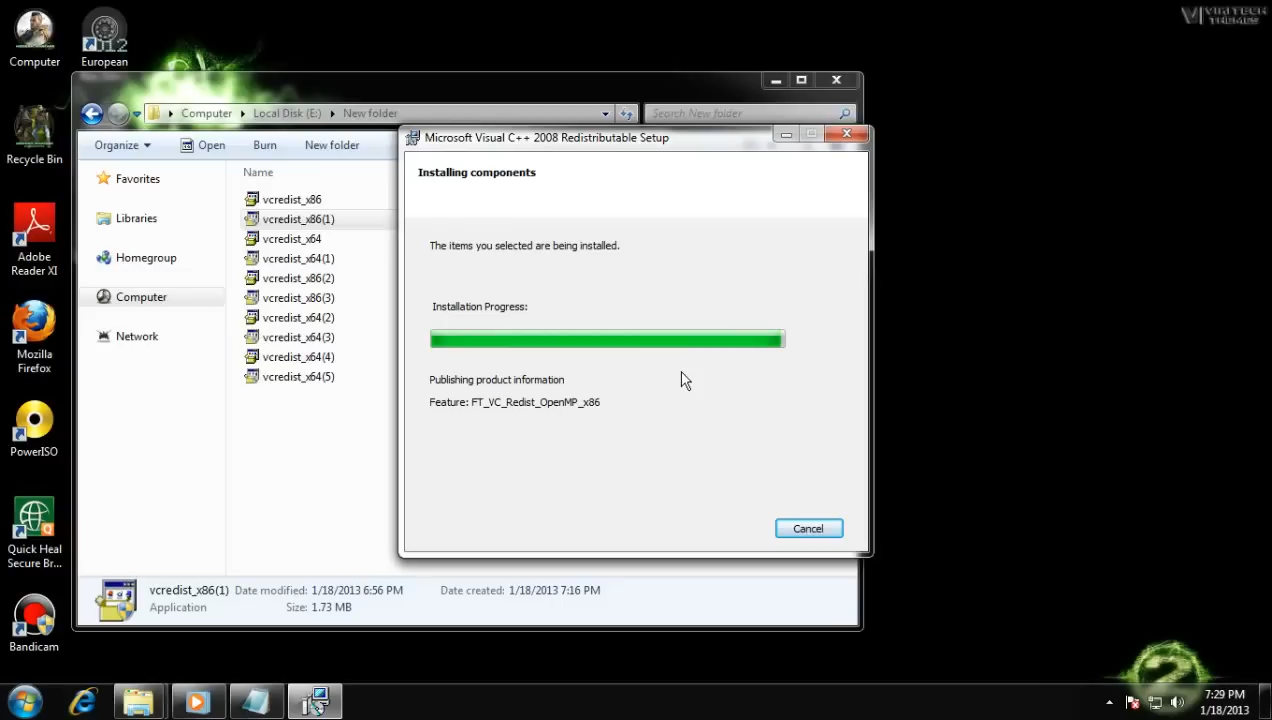 VIRITECH
THEMES
Computer
European
Recycle Bin
Adobe
Reader XI
Mozilla
Firefox
PowerISO
Quick Heal
Secure Br...
Bandicam
Computer
Local Disk (E:)
New folder
Search New folder
Organize
Open
Burn
New folder
Favorites
Libraries
Homegroup
Computer
Network
Name
vcredist_x86
vcredist_x86(1)
vcredist_x64
vcredist_x64(1)
vcredist_x86(2)
vcredist_x86(3)
vcredist_x64(2)
vcredist_x64(3)
vcredist_x64(4)
vcredist_x64(5)
Microsoft Visual C++ 2008 Redistributable Setup
Installing components
The items you selected are being installed.
Installation Progress:
Publishing product information
Feature: FT_VC_Redist_OpenMP_x86
Cancel
vcredist_x86(1) Date modified: 1/18/2013 6:56 PM Date created: 1/18/2013 7:16 PM
Application Size: 1.73 MB
2
7:29 PM
1/18/2013